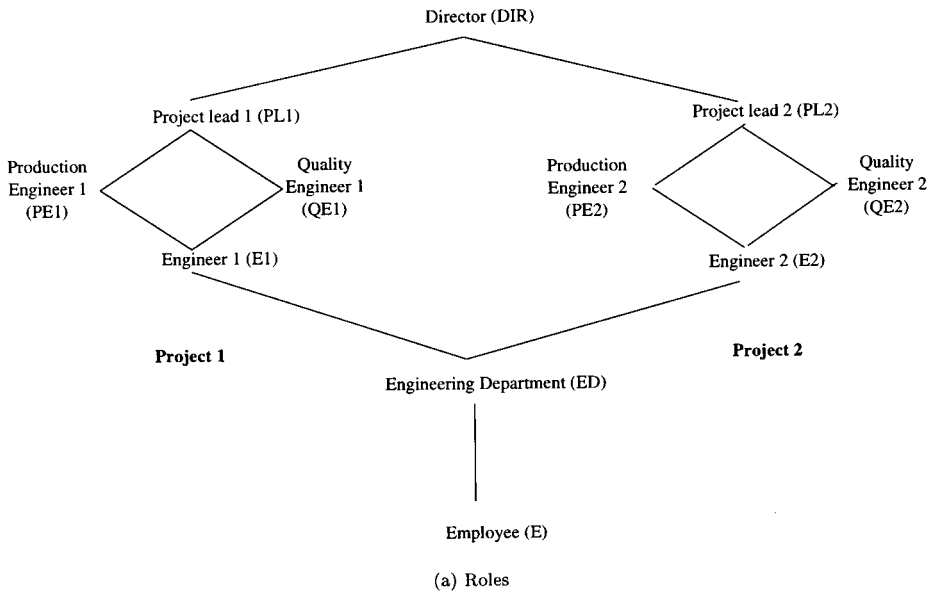 Director (DIR)
Project lead 1 (PL1)
Project lead 2 (PL2)
Production
Engineer 1
(PE1)
Quality
Engineer 1
(QE1)
Production
Engineer 2
(PE2)
Quality
Engineer 2
(QE2)
Engineer 1 (E1)
Engineer 2 (E2)
Project 1
Project 2
Engineering Department (ED)
Employee (E)
(a) Roles